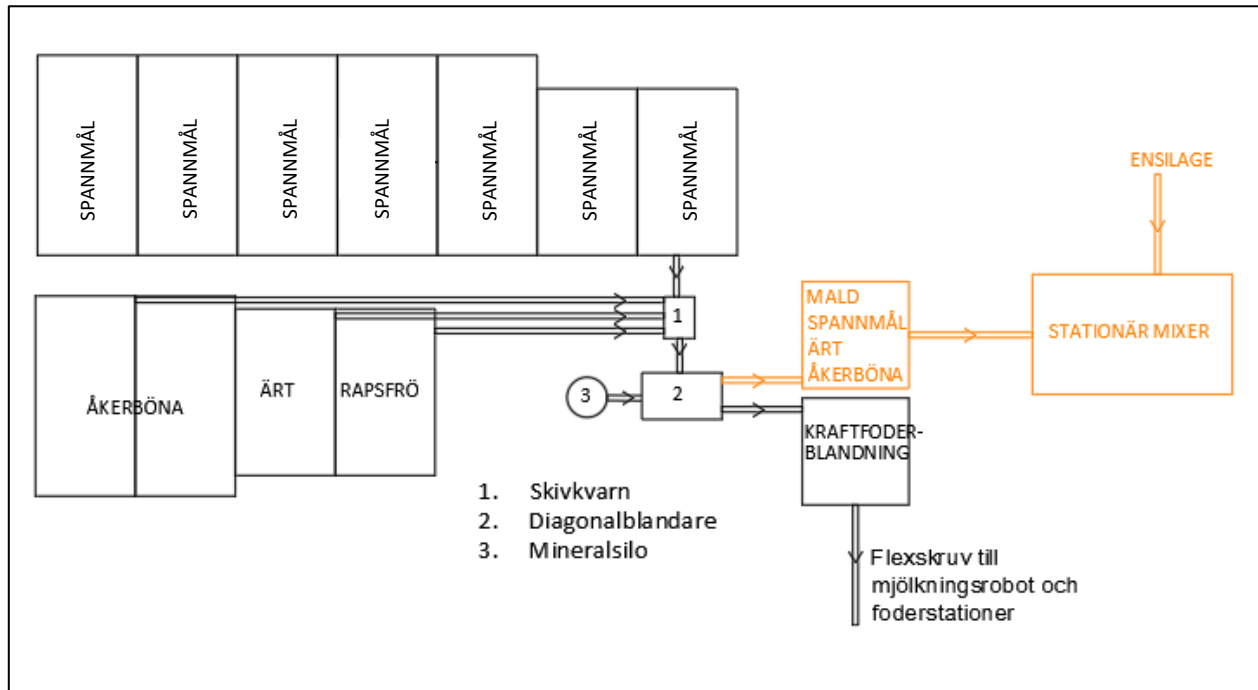 SPANNMÅL
SPANNMÅL
SPANNMÅL
SPANNMÅL
SPANNMÅL
SPANNMÅL
SPANNMÅL
ENSILAGE
MALD
SPANNMÅL
ÄRT
ÅKERBÖNA
STATIONÄR MIXER
1
ÅKERBÖNA
ÄRT
RAPSFRÖ
3
2
KRAFTFODER-
BLANDNING
1. Skivkvarn
2. Diagonalblandare
3. Mineralsilo
Flexskruv till
mjölkningsrobot och
foderstationer